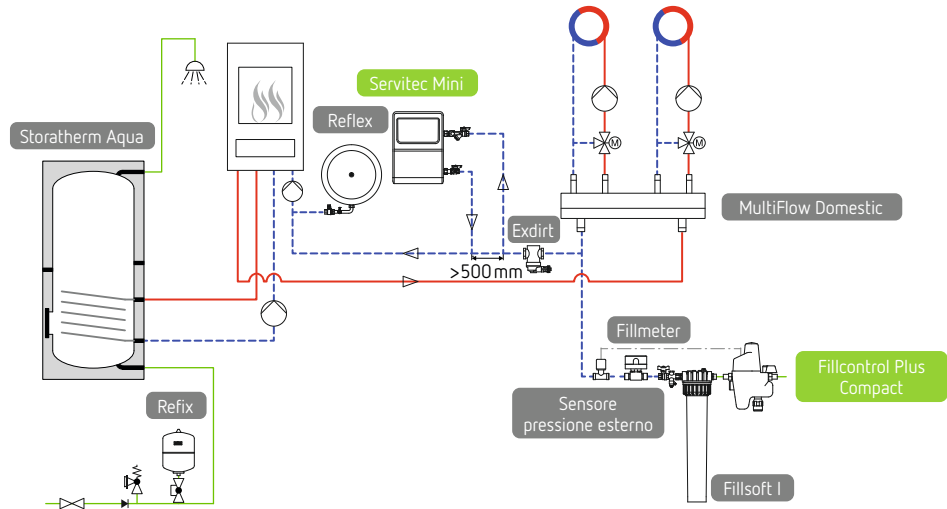 Servitec Mini
Reflex
Storatherm Aqua
M
M
MultiFlow Domestic
Exdirt
>500 mm
Fillmeter
Fillcontrol Plus
Compact
Sensore
pressione esterno
Refix
Fillsoft I